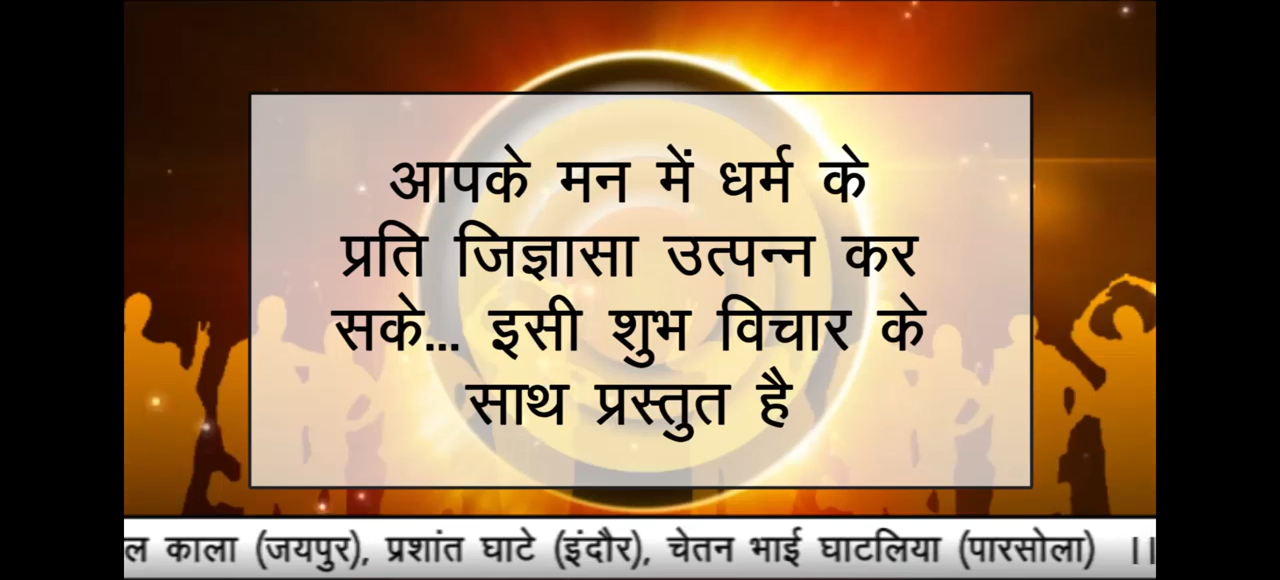 आपके मन में धर्म के
प्रति जिज्ञासा उत्पन्न कर
सके... इसी शुभ विचार के
साथ प्रस्तुत है
ल काला (जयपुर), प्रशांत घाटे (इंदौर), चेतन भाई घाटलिया (पारसोला) ।।